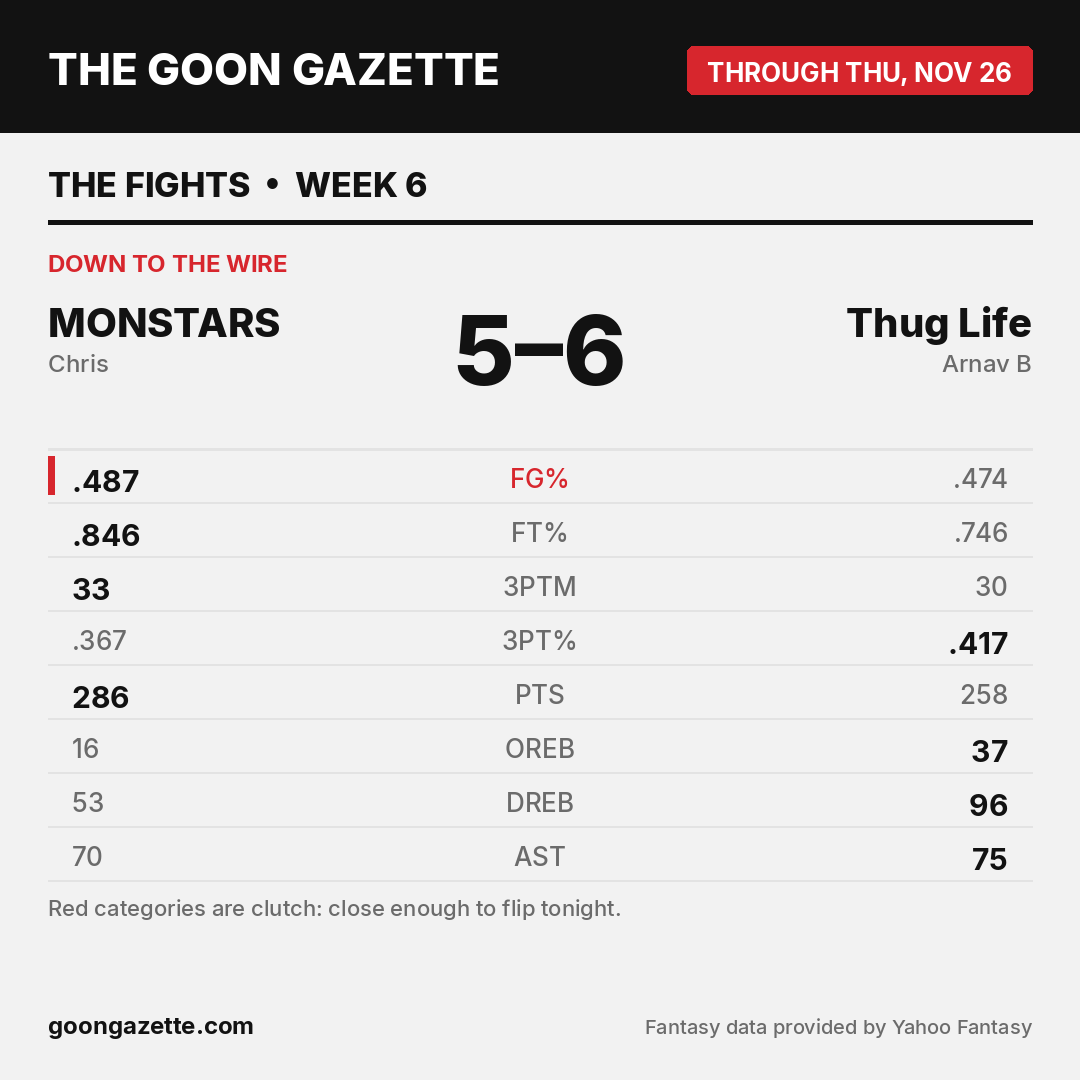 THE GOON GAZETTE
THROUGH THU, NOV 26
THE FIGHTS • WEEK 6
DOWN TO THE WIRE
MONSTARS 5–6 Thug Life
Chris Arnav B
.487 FG% .474
.846 FT% .746
33 3PTM 30
.367 3PT% .417
286 PTS 258
16 OREB 37
53 DREB 96
70 AST 75
Red categories are clutch: close enough to flip tonight.
goongazette.com Fantasy data provided by Yahoo Fantasy